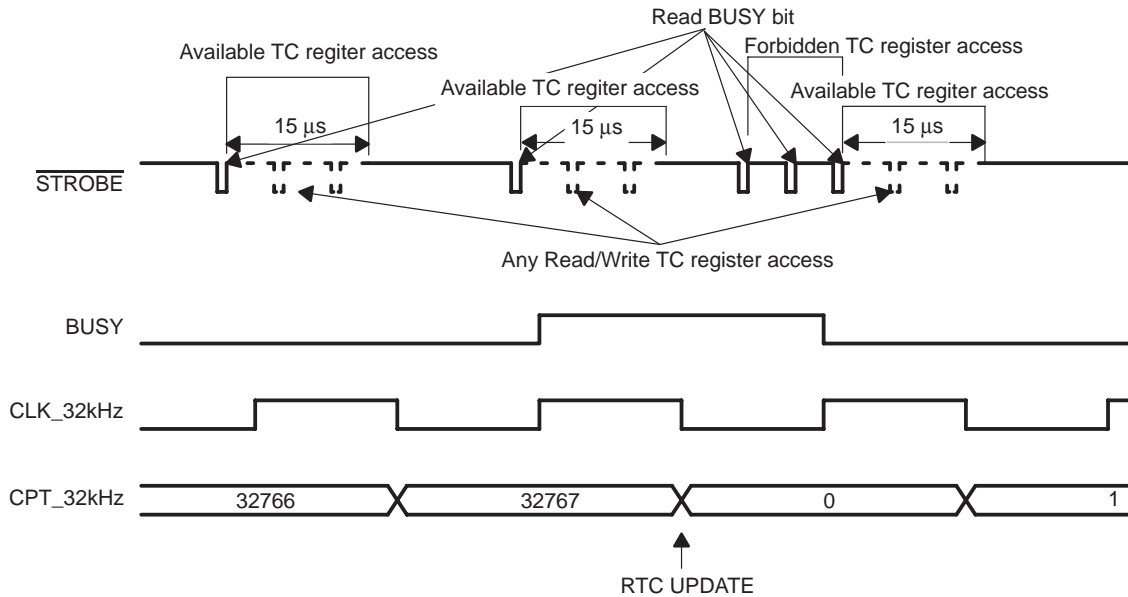 Read BUSY bit
Available TC regiter access
Forbidden TC register access
Available TC regiter access
Available TC regiter access
15 μs
15 μs
15 μs
STROBE
Any Read/Write TC register access
BUSY
CLK_32kHz
CPT_32kHz
32766
32767
0
1
RTC UPDATE